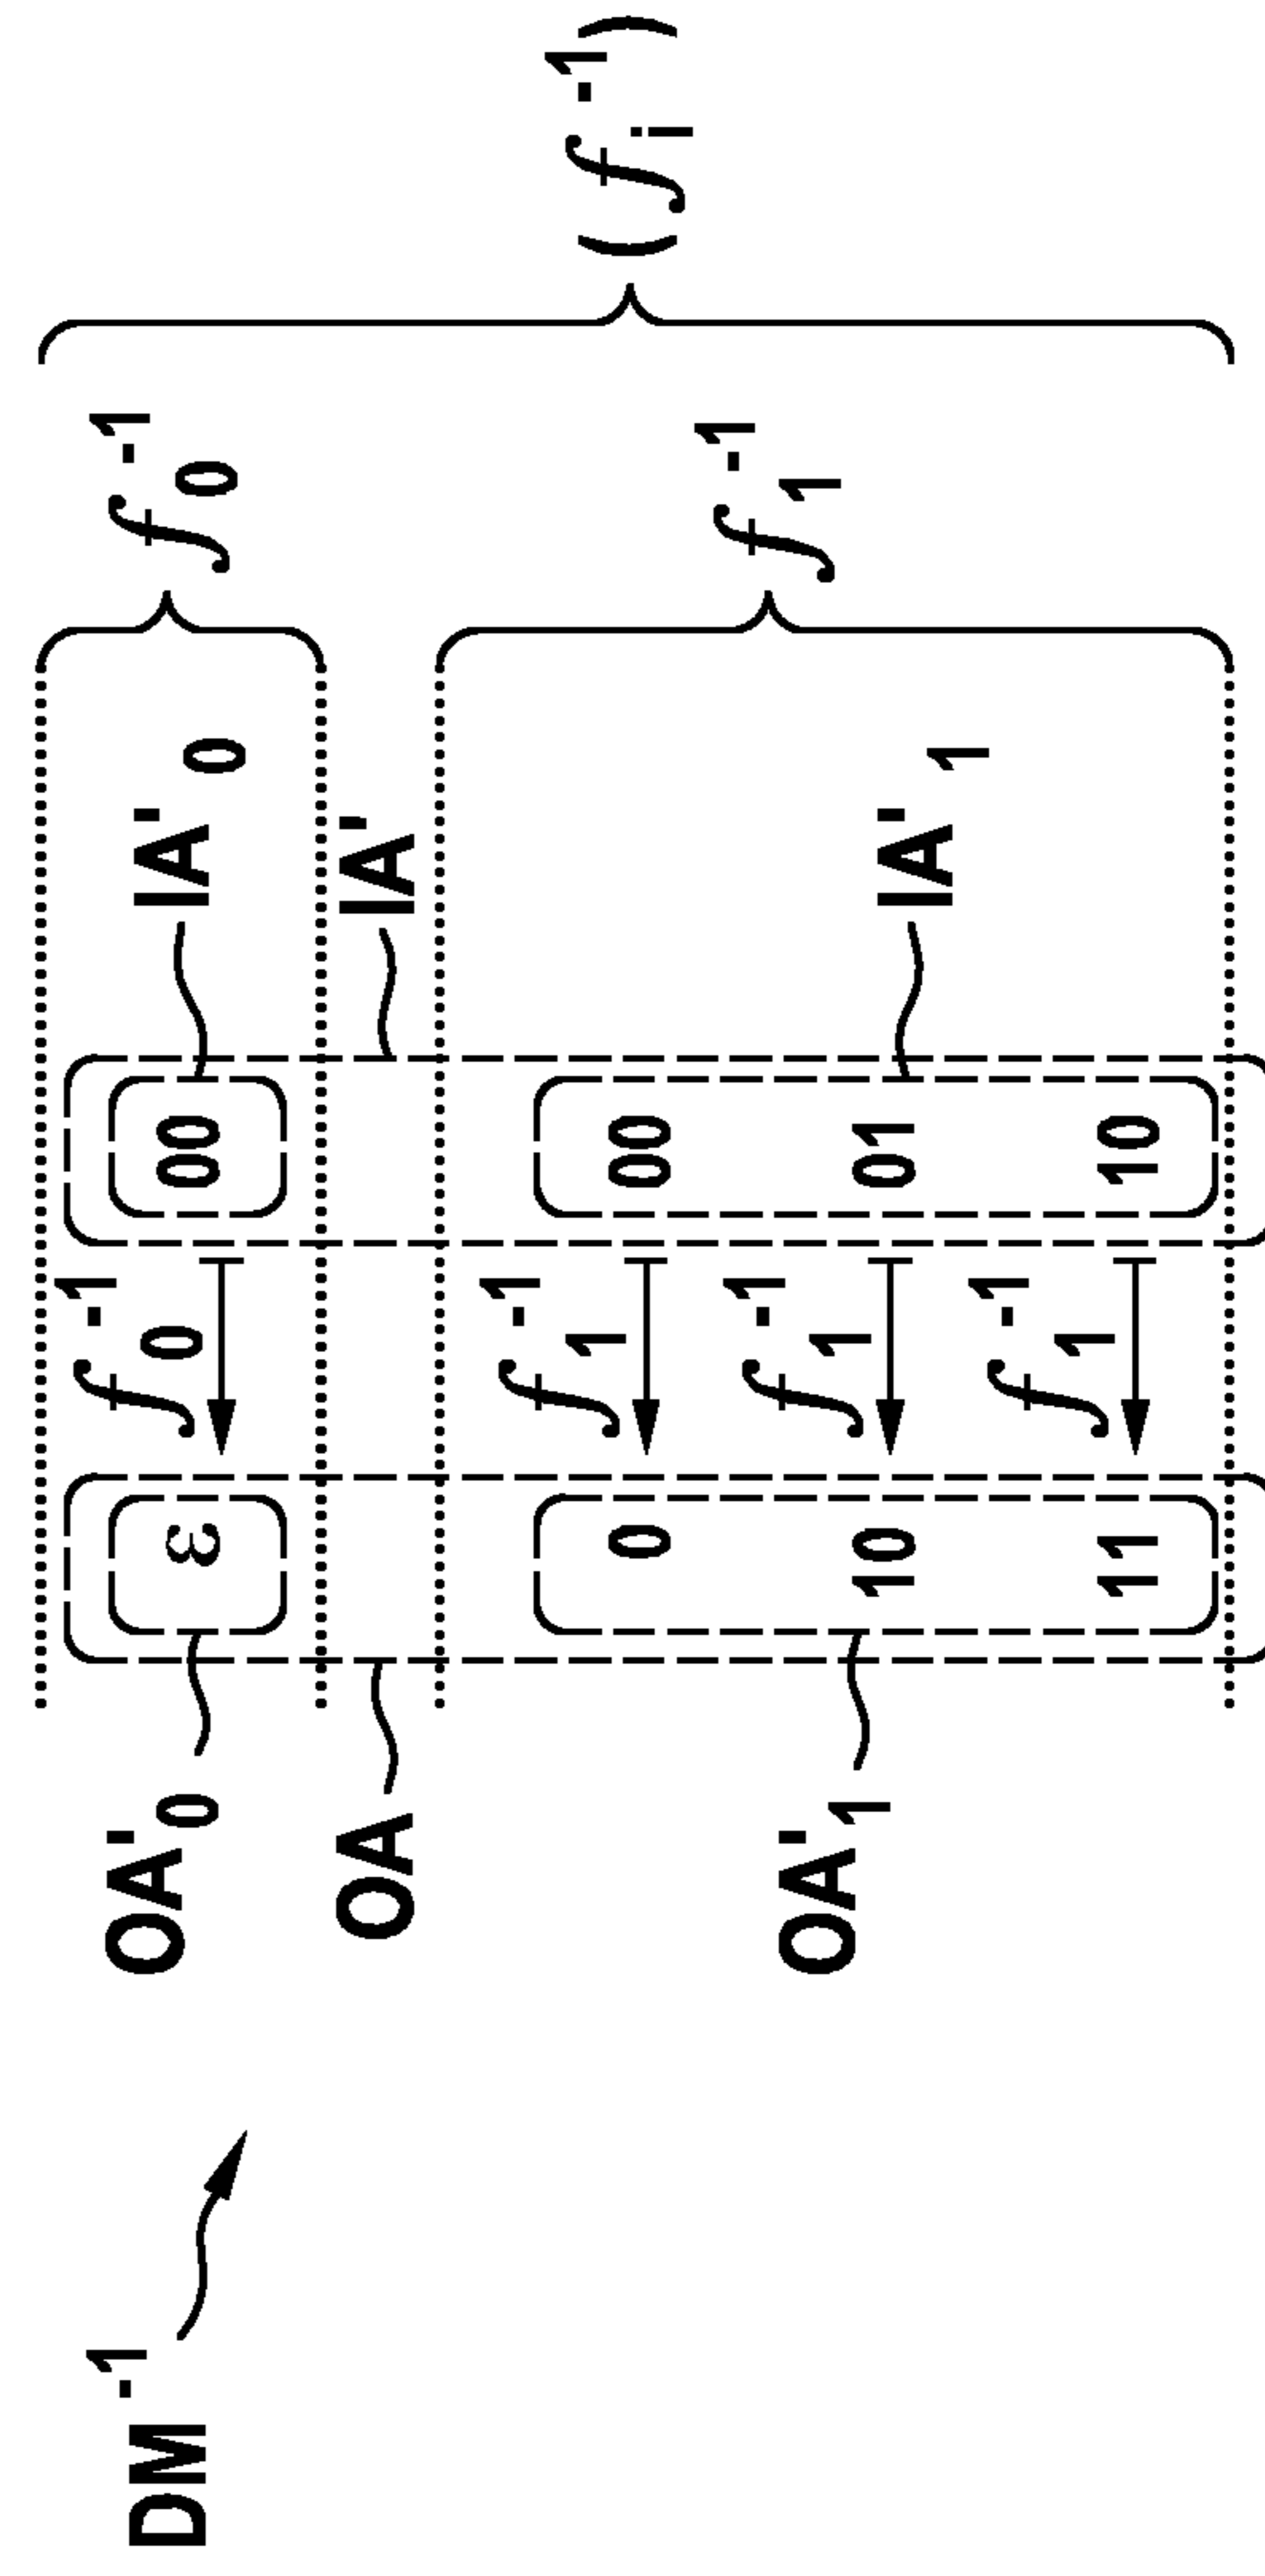 DM⁻¹ OA'₀ ε f₀⁻¹ 00 IA'₀ f₀⁻¹
OA IA'
0 f₁⁻¹ 00 (fᵢ⁻¹)
OA'₁ 10 f₁⁻¹ 01 IA'₁ f₁⁻¹
11 f₁⁻¹ 10